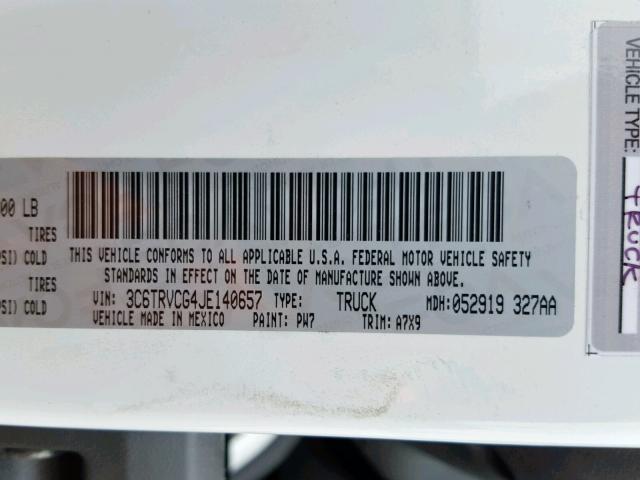 00 LB
TIRES
PSI) COLD
TIRES
PSI) COLD
THIS VEHICLE CONFORMS TO ALL APPLICABLE U.S.A. FEDERAL MOTOR VEHICLE SAFETY
STANDARDS IN EFFECT ON THE DATE OF MANUFACTURE SHOWN ABOVE.
VIN: 3C6TRVCG4JE140657 TYPE: TRUCK MDH:052919 327AA
VEHICLE MADE IN MEXICO PAINT: PW7 TRIM: A7X9
VEHICLE TYPE:
TRUCK